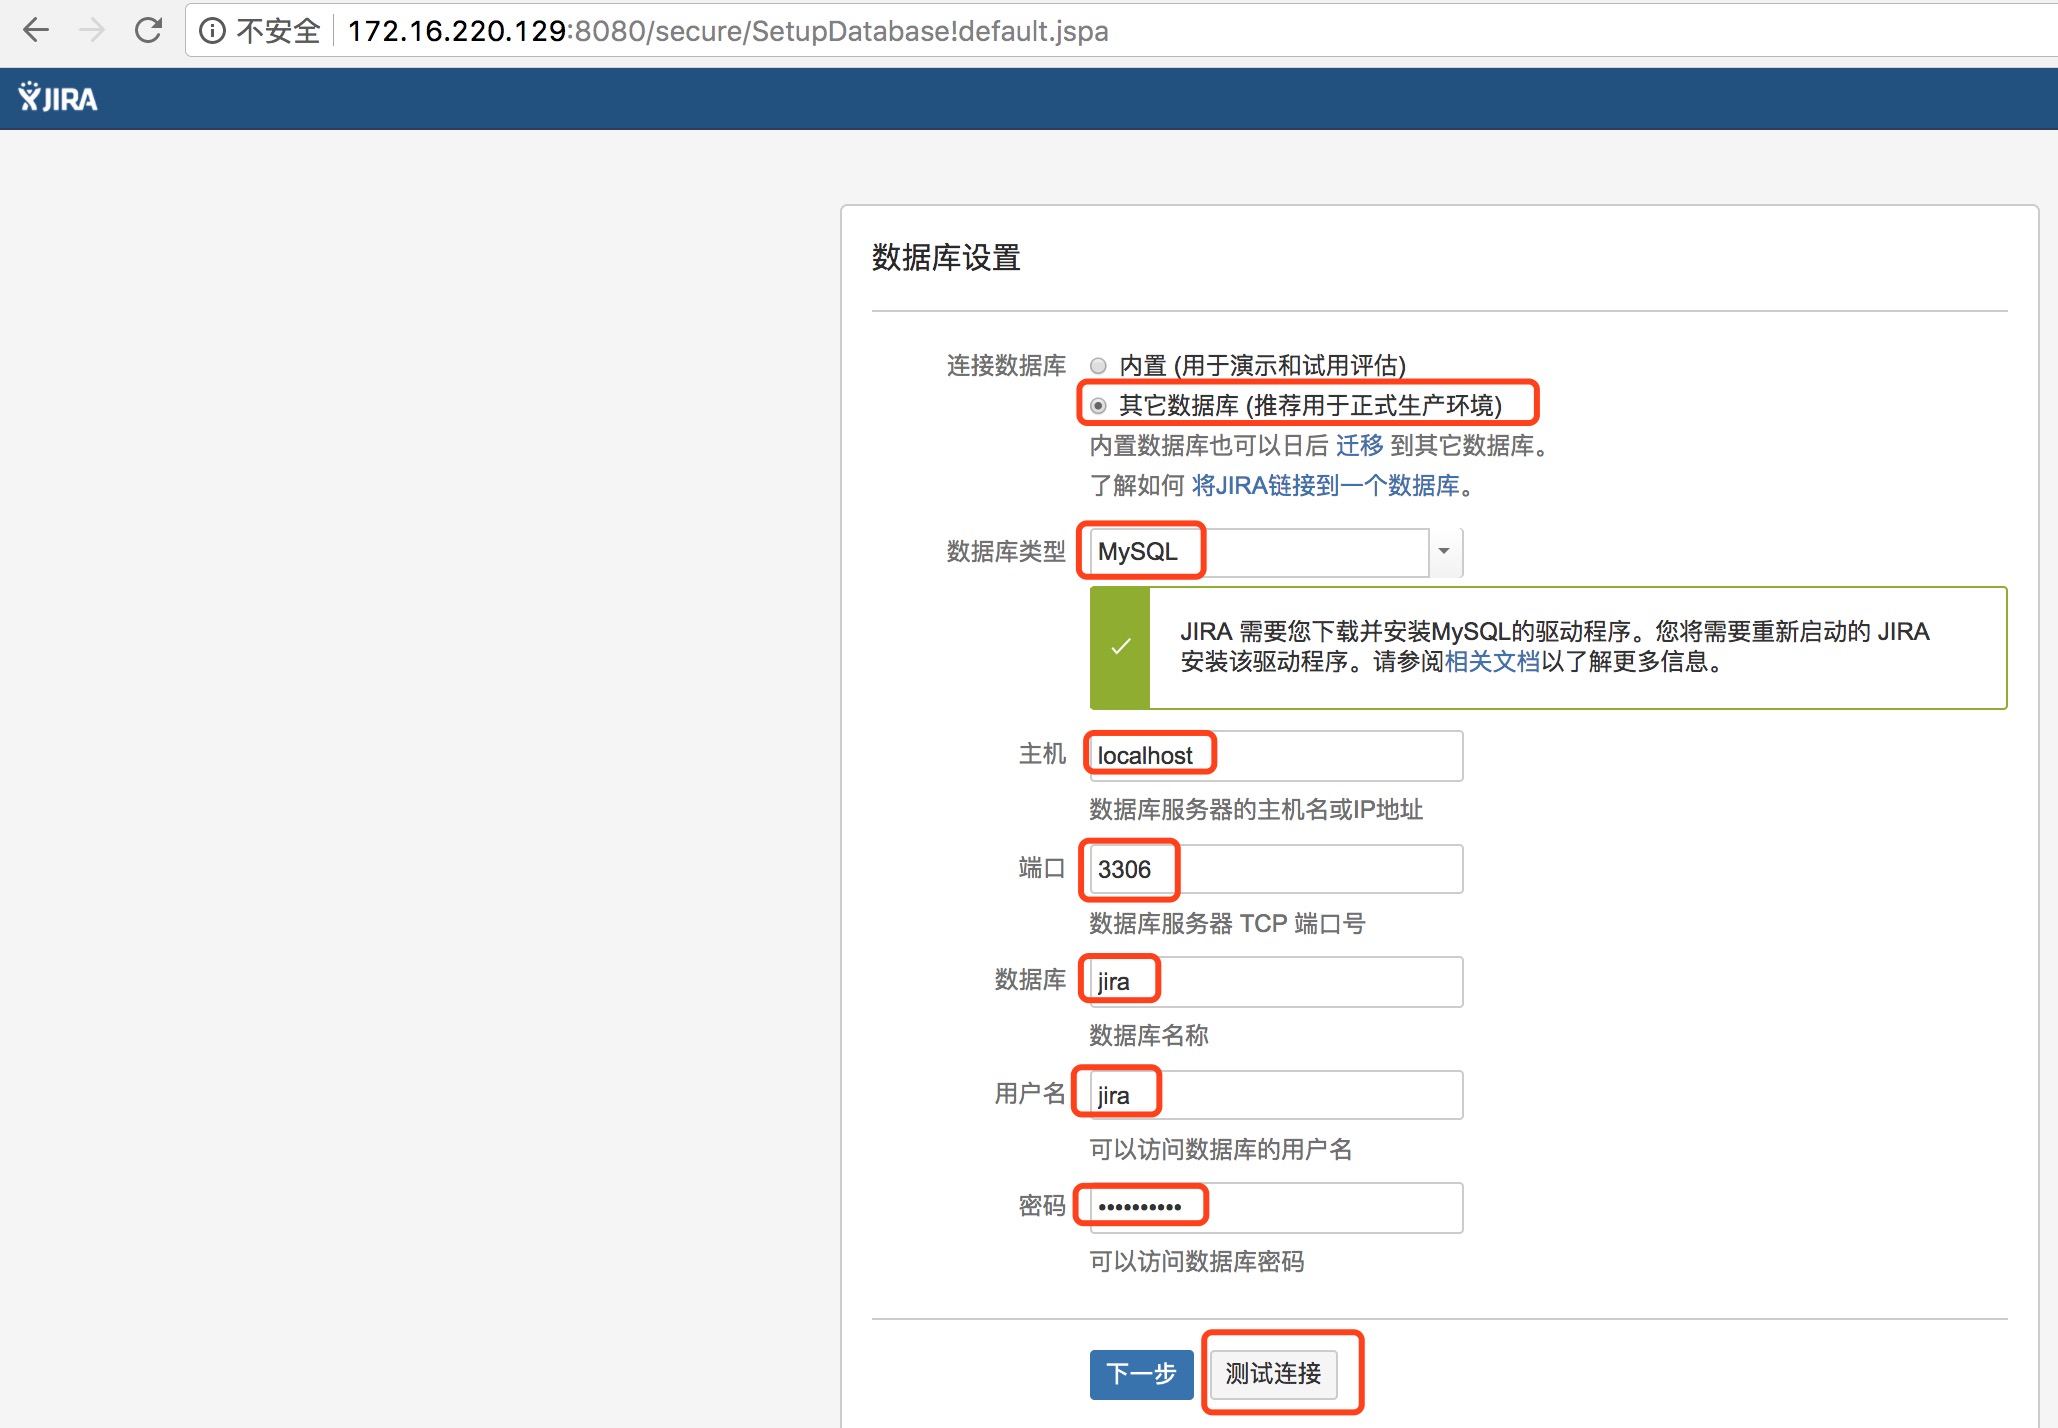 不安全 172.16.220.129:8080/secure/SetupDatabase!default.jspa
JIRA
数据库设置
连接数据库 内置 (用于演示和试用评估)
其它数据库 (推荐用于正式生产环境)
内置数据库也可以日后 迁移 到其它数据库。
了解如何 将JIRA链接到一个数据库。
数据库类型 MySQL
JIRA 需要您下载并安装MySQL的驱动程序。您将需要重新启动的 JIRA
安装该驱动程序。请参阅相关文档以了解更多信息。
主机 localhost
数据库服务器的主机名或IP地址
端口 3306
数据库服务器 TCP 端口号
数据库 jira
数据库名称
用户名 jira
可以访问数据库的用户名
密码 ••••••••••
可以访问数据库密码
下一步 测试连接